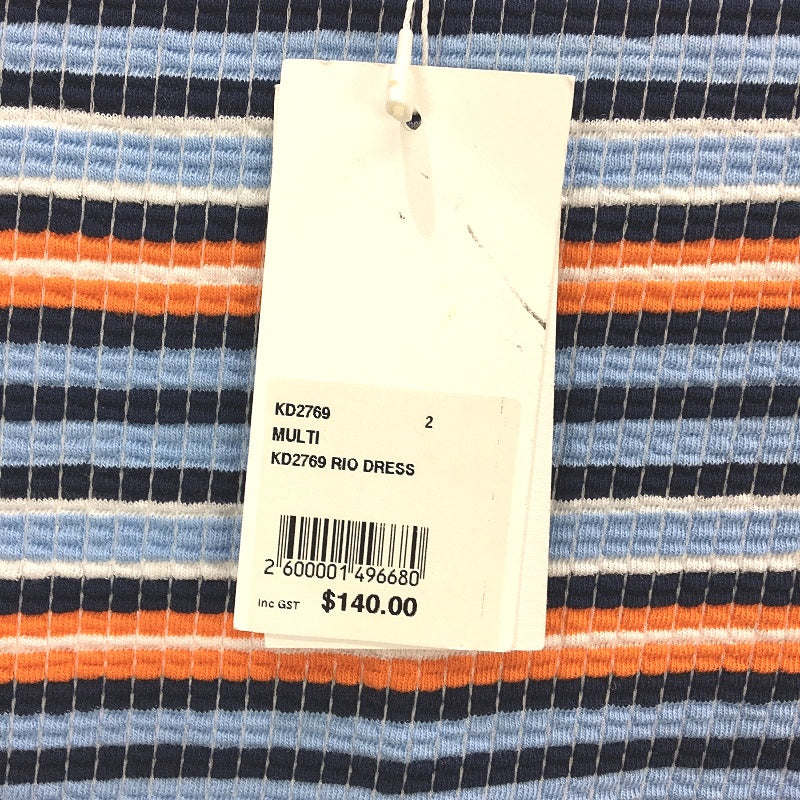 KD2769 2
MULTI
KD2769 RIO DRESS
2 600001 496680
Inc GST $140.00